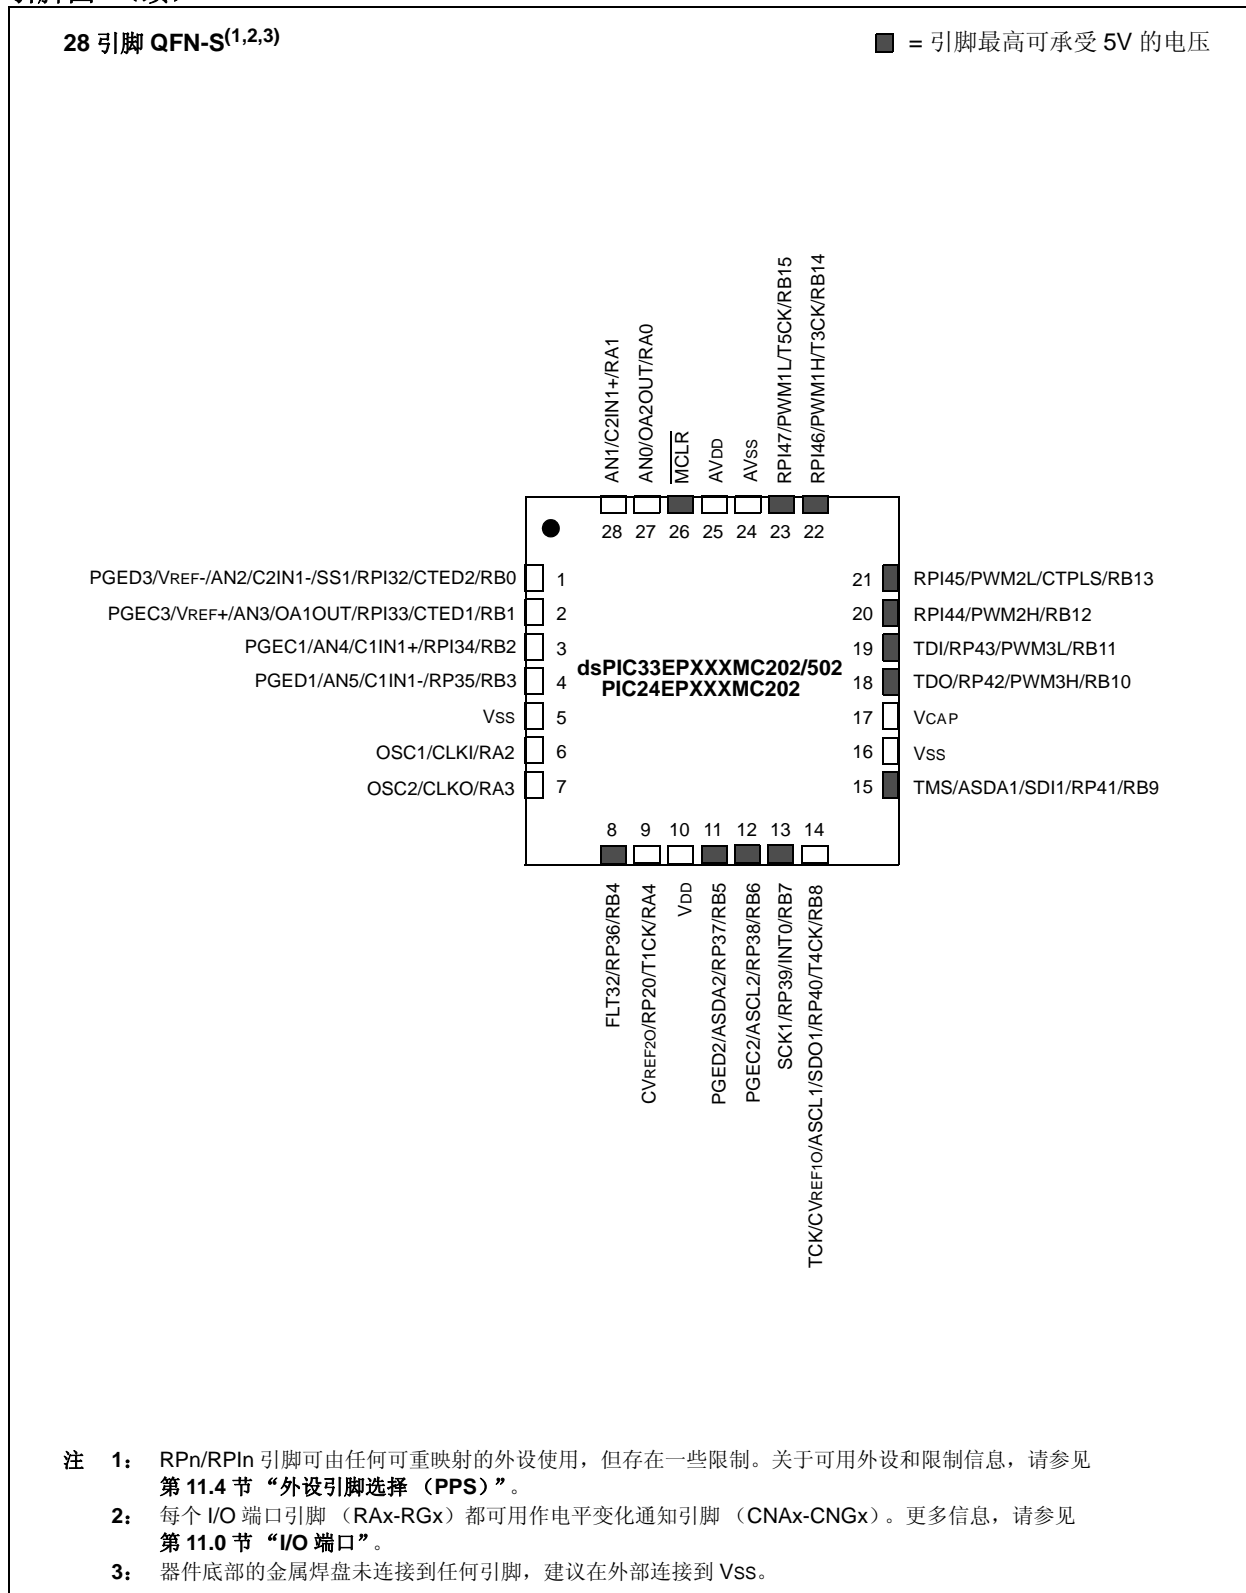 28 引脚 QFN-S(1,2,3)
= 引脚最高可承受 5V 的电压
AN1/C2IN1+/RA1
AN0/OA2OUT/RA0
MCLR
AVDD
AVSS
RPI47/PWM1L/T5CK/RB15
RPI46/PWM1H/T3CK/RB14
28 27 26 25 24 23 22
PGED3/VREF-/AN2/C2IN1-/SS1/RPI32/CTED2/RB0 1
PGEC3/VREF+/AN3/OA1OUT/RPI33/CTED1/RB1 2
PGEC1/AN4/C1IN1+/RPI34/RB2 3
PGED1/AN5/C1IN1-/RP35/RB3 4
VSS 5
OSC1/CLKI/RA2 6
OSC2/CLKO/RA3 7
dsPIC33EPXXXMC202/502
PIC24EPXXXMC202
21 RPI45/PWM2L/CTPLS/RB13
20 RPI44/PWM2H/RB12
19 TDI/RP43/PWM3L/RB11
18 TDO/RP42/PWM3H/RB10
17 VCAP
16 VSS
15 TMS/ASDA1/SDI1/RP41/RB9
8 9 10 11 12 13 14
FLT32/RP36/RB4
CVREF2O/RP20/T1CK/RA4
VDD
PGED2/ASDA2/RP37/RB5
PGEC2/ASCL2/RP38/RB6
SCK1/RP39/INT0/RB7
TCK/CVREF1O/ASCL1/SDO1/RP40/T4CK/RB8
注 1： RPn/RPIn 引脚可由任何可重映射的外设使用，但存在一些限制。关于可用外设和限制信息，请参见
第 11.4 节 “外设引脚选择 （PPS）”。
2： 每个 I/O 端口引脚 （RAx-RGx）都可用作电平变化通知引脚 （CNAx-CNGx）。更多信息，请参见
第 11.0 节 “I/O 端口”。
3： 器件底部的金属焊盘未连接到任何引脚，建议在外部连接到 VSS。